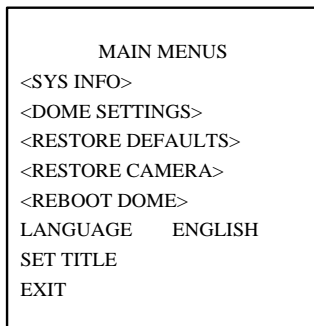 MAIN MENUS
<SYS INFO>
<DOME SETTINGS>
<RESTORE DEFAULTS>
<RESTORE CAMERA>
<REBOOT DOME>
LANGUAGE ENGLISH
SET TITLE
EXIT